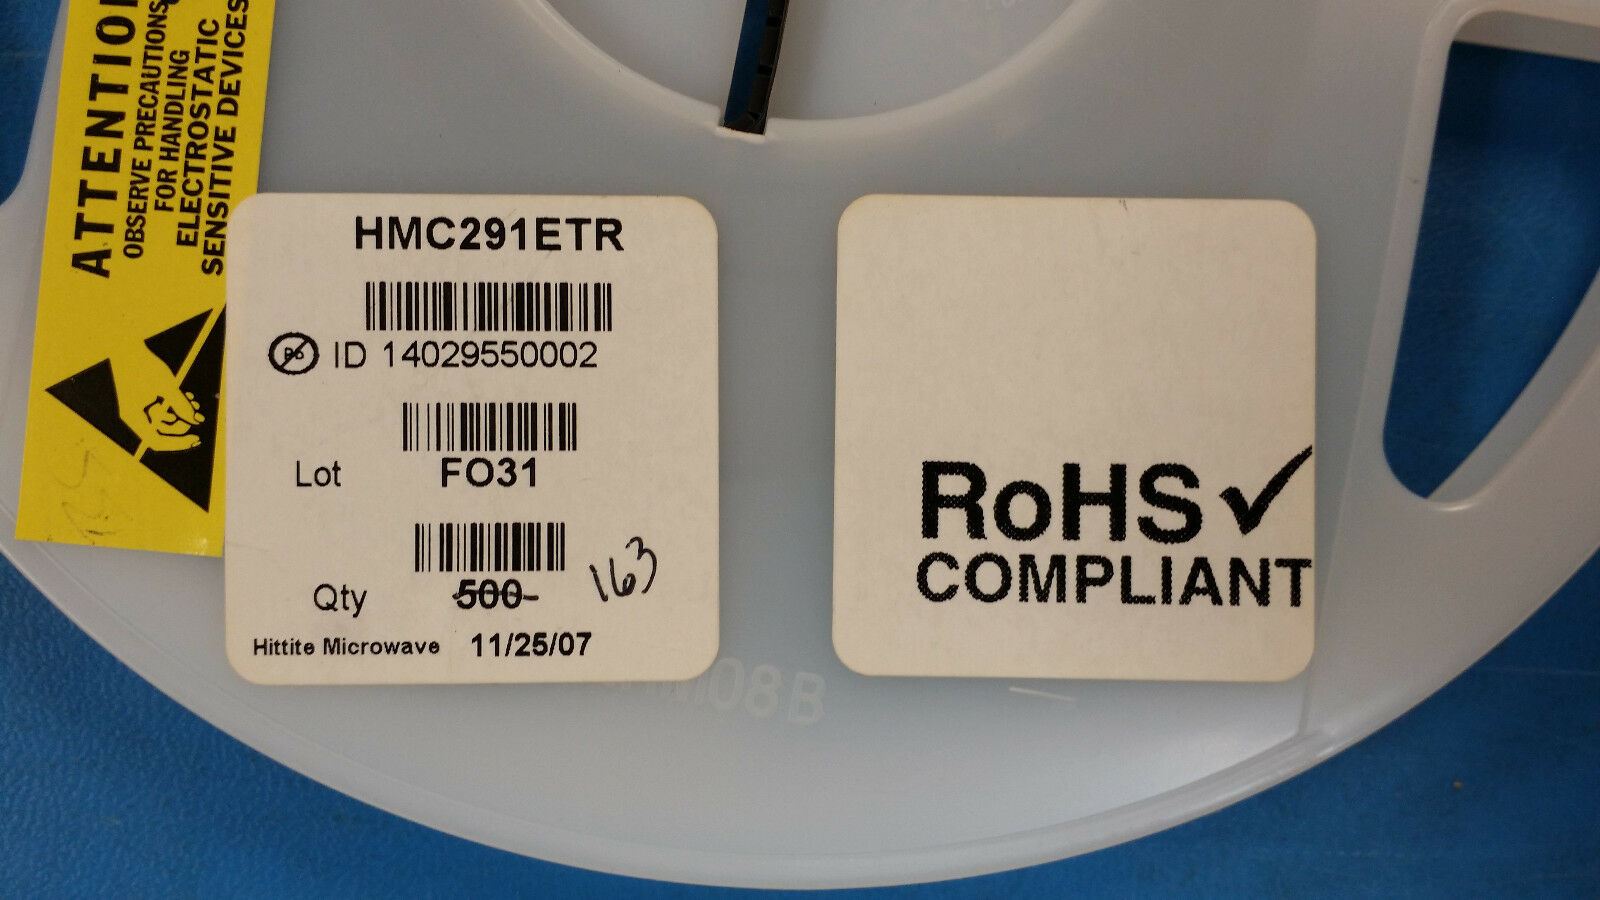 ATTENTION
OBSERVE PRECAUTIONS
FOR HANDLING
ELECTROSTATIC
SENSITIVE DEVICES
HMC291ETR
Pb
ID 14029550002
Lot FO31
Qty 500 163
Hittite Microwave 11/25/07
RoHS ✓
COMPLIANT